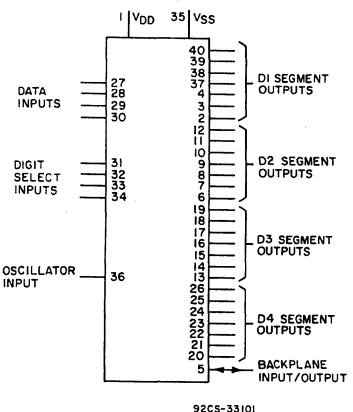 1 VDD 35 VSS
40
39
38
37
4
3
2
D1 SEGMENT
OUTPUTS
DATA
INPUTS
27
28
29
30
12
11
10
9
8
7
6
D2 SEGMENT
OUTPUTS
DIGIT
SELECT
INPUTS
31
32
33
34
19
18
17
16
15
14
13
D3 SEGMENT
OUTPUTS
OSCILLATOR
INPUT
36
26
25
24
23
22
21
20
D4 SEGMENT
OUTPUTS
5
BACKPLANE
INPUT/OUTPUT
92CS-33101